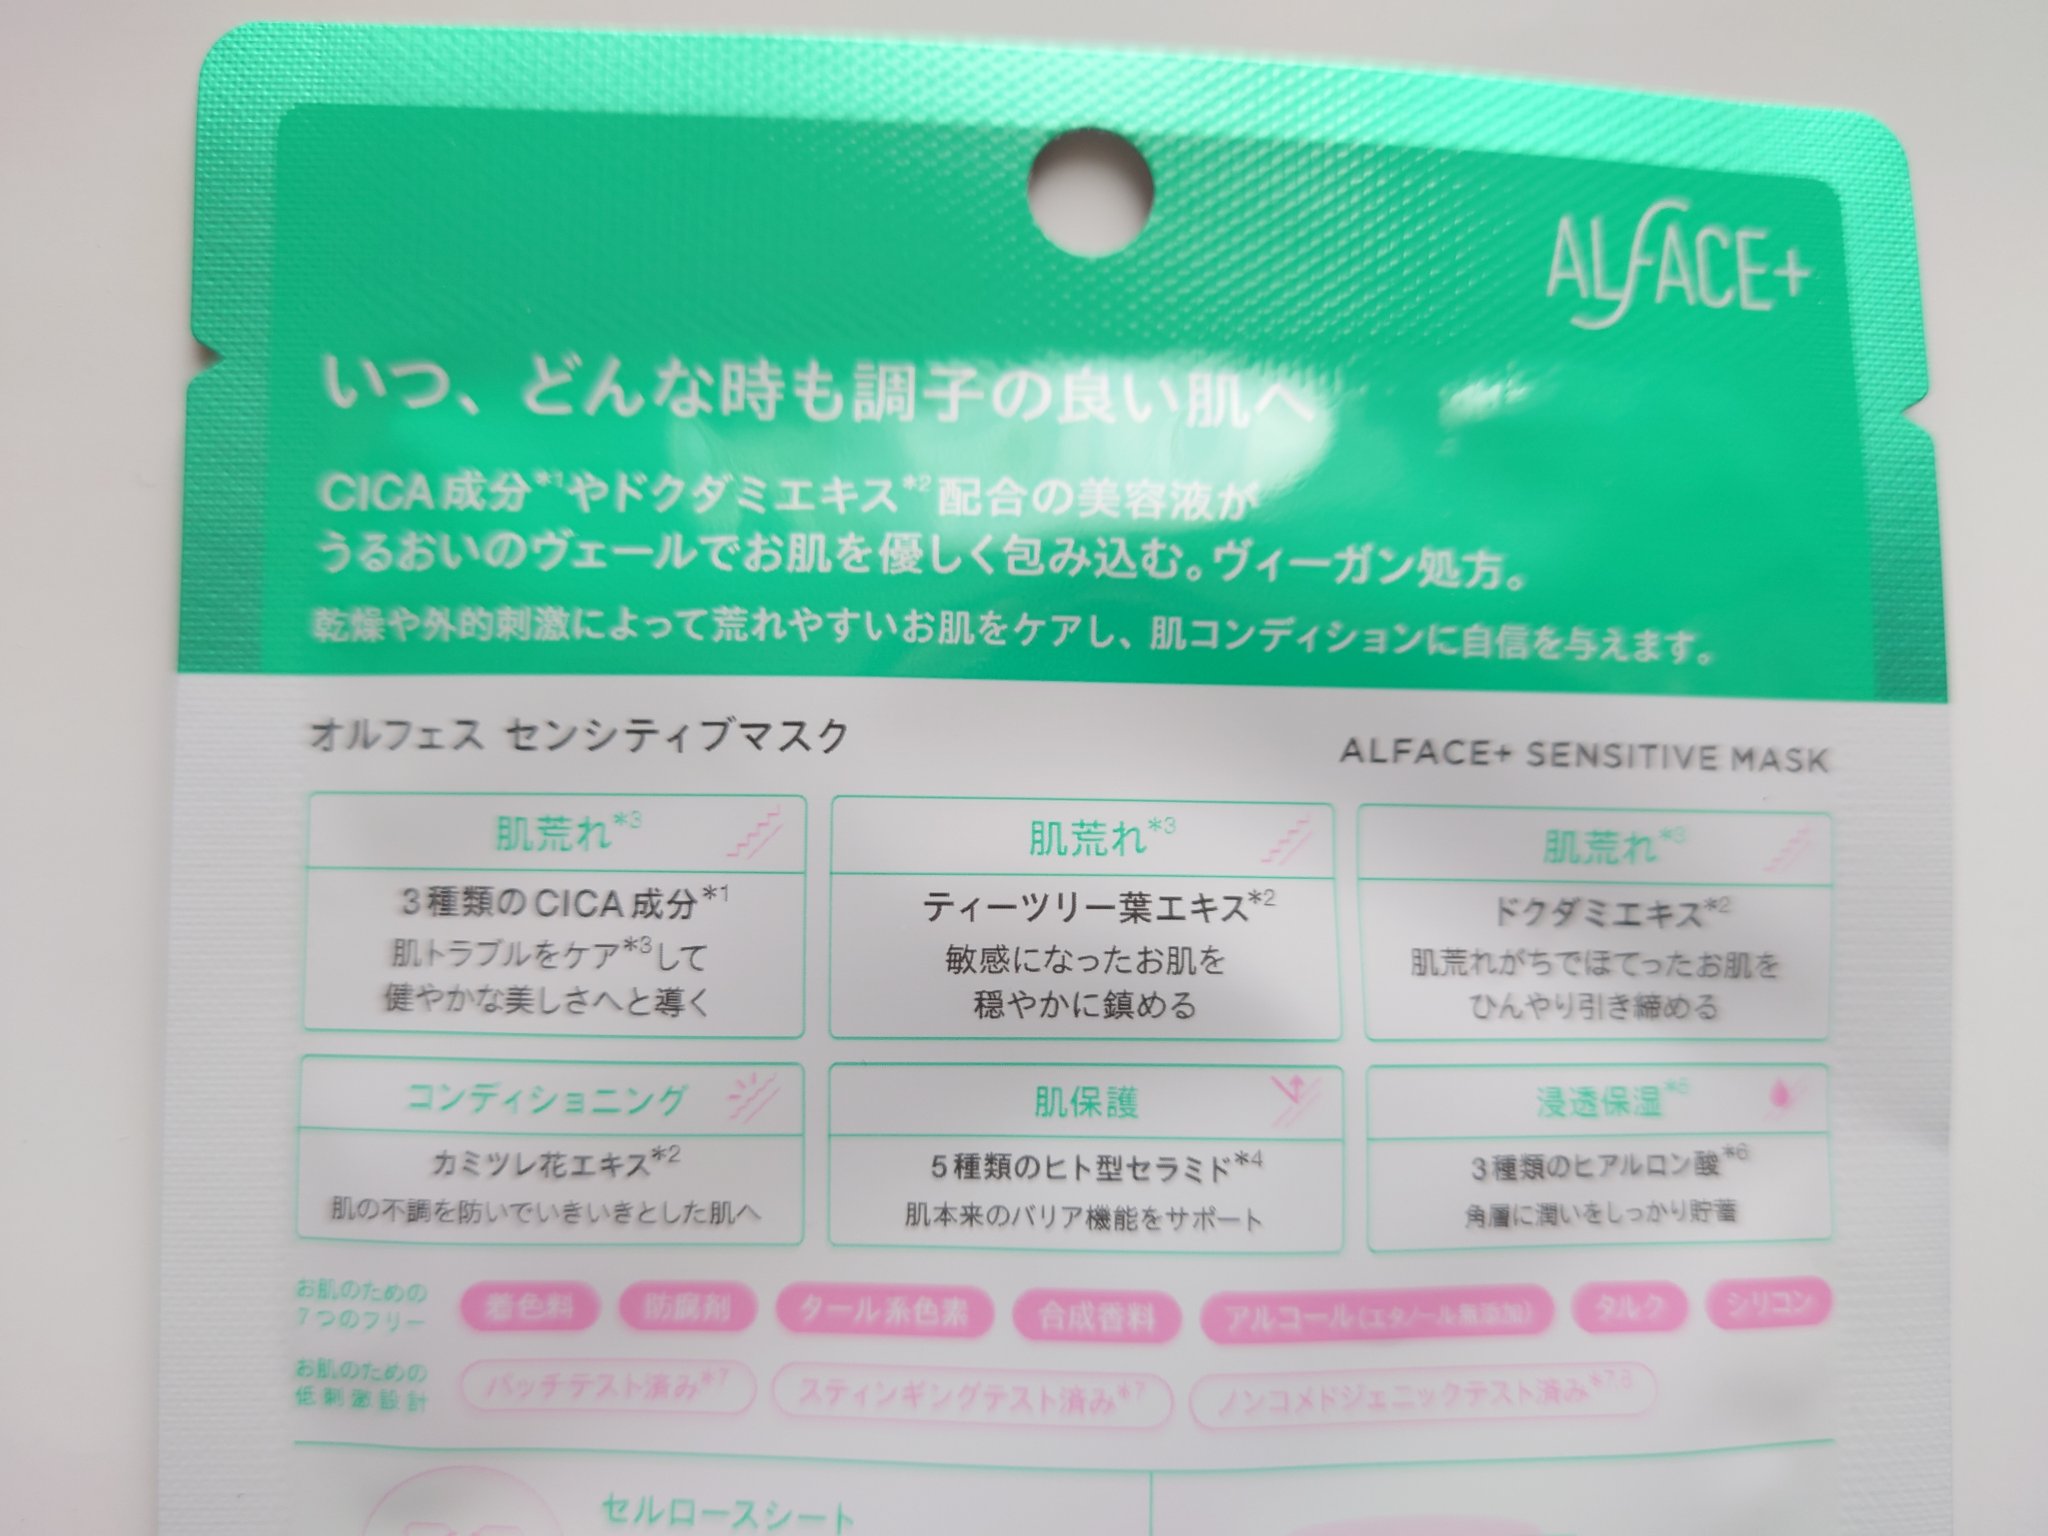 ALFACE+
いつ、どんな時も調子の良い肌へ
CICA成分*1やドクダミエキス*2配合の美容液が
うるおいのヴェールでお肌を優しく包み込む。ヴィーガン処方。
乾燥や外的刺激によって荒れやすいお肌をケアし、肌コンディションに自信を与えます。
オルフェス センシティブマスク
ALFACE+ SENSITIVE MASK
肌荒れ*3
3種類のCICA成分*1
肌トラブルをケア*3して
健やかな美しさへと導く
肌荒れ*3
ティーツリー葉エキス*2
敏感になったお肌を
穏やかに鎮める
肌荒れ*3
ドクダミエキス*2
肌荒れがちでほてったお肌を
ひんやり引き締める
コンディショニング
カミツレ花エキス*2
肌の不調を防いでいきいきとした肌へ
肌保護
5種類のヒト型セラミド*4
肌本来のバリア機能をサポート
浸透保湿*5
3種類のヒアルロン酸*6
角層に潤いをしっかり貯蓄
お肌のための
7つのフリー
着色料 防腐剤 タール系色素 合成香料 アルコール(エタノール無添加) タルク シリコン
お肌のための
低刺激設計
パッチテスト済み*7 スティンギングテスト済み*7 ノンコメドジェニックテスト済み*7,8
セルロースシート